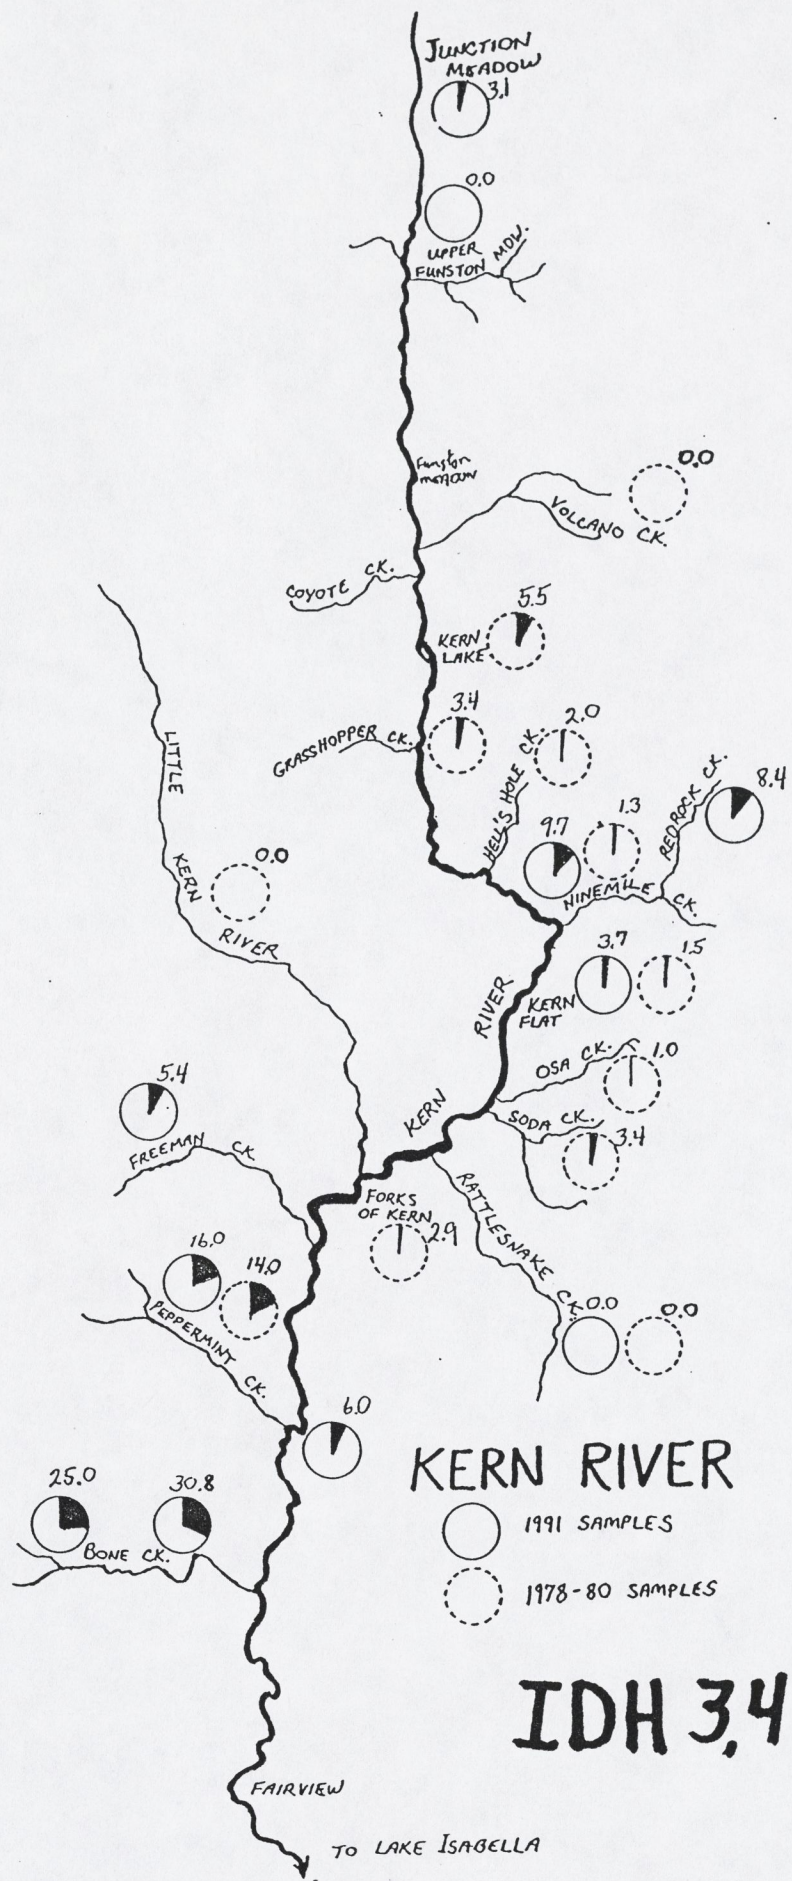 JUNCTION
MEADOW
3.1
0.0
UPPER
FUNSTON MDW.
Funston
meadow
0.0
VOLCANO CK.
COYOTE CK.
5.5
KERN
LAKE
3.4
GRASSHOPPER CK.
2.0
HELL'S HOLE CK.
LITTLE
KERN
RIVER
0.0
9.7
1.3
REDROCK CK.
8.4
NINEMILE CK.
3.7
1.5
KERN
FLAT
KERN RIVER
OSA CK.
1.0
SODA CK.
3.4
5.4
FREEMAN CK
FORKS
OF KERN
2.9
RATTLESNAKE CK.
0.0
0.0
16.0
14.0
PEPPERMINT CK.
6.0
25.0
30.8
BONE CK.
KERN RIVER
1991 SAMPLES
1978-80 SAMPLES
IDH 3,4
FAIRVIEW
TO LAKE ISABELLA